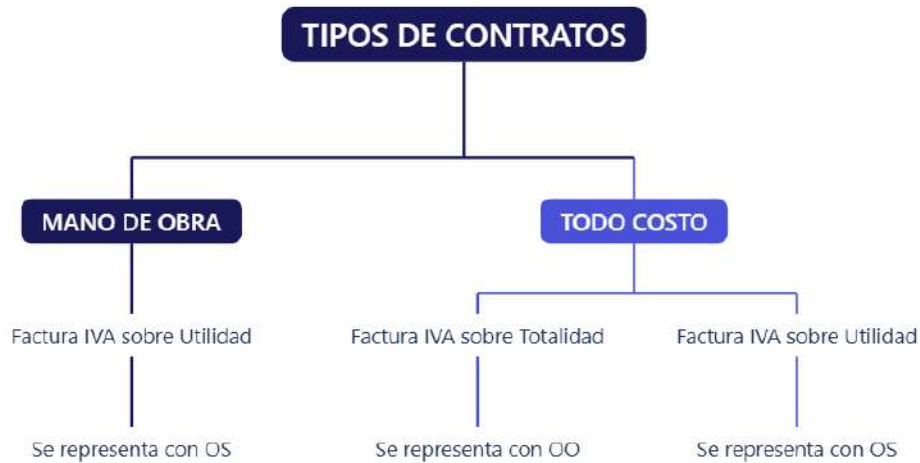 TIPOS DE CONTRATOS
MANO DE OBRA
TODO COSTO
Factura IVA sobre Utilidad
Factura IVA sobre Totalidad
Factura IVA sobre Utilidad
Se representa con OS
Se representa con OO
Se representa con OS